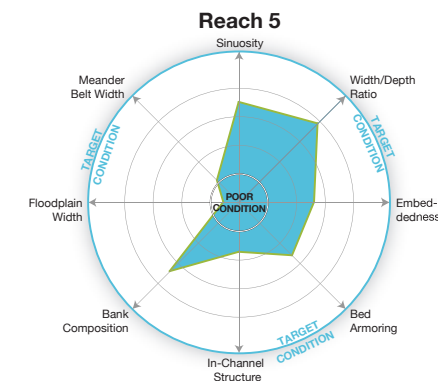 Reach 5
Sinuosity
Meander
Belt Width
Width/Depth
Ratio
TARGET
CONDITION
TARGET
CONDITION
Floodplain
Width
POOR
CONDITION
Embed-
dedness
Bank
Composition
Bed
Armoring
TARGET
CONDITION
In-Channel
Structure